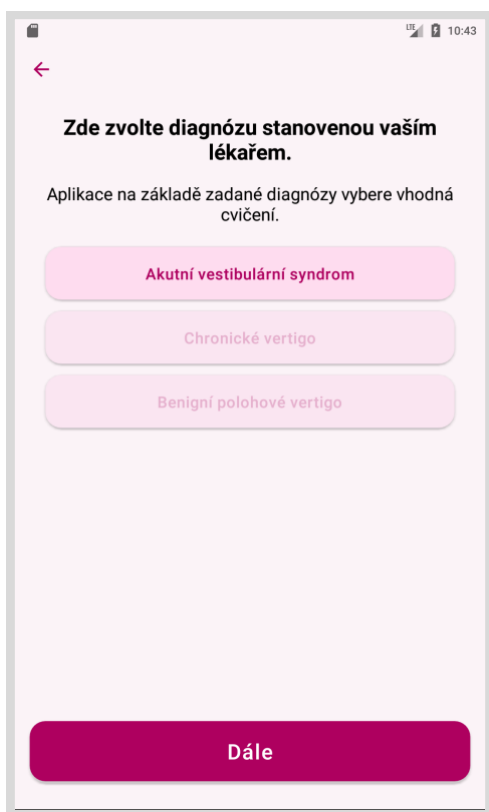 LTE 10:43
Zde zvolte diagnózu stanovenou vaším
lékařem.
Aplikace na základě zadané diagnózy vybere vhodná
cvičení.
Akutní vestibulární syndrom
Chronické vertigo
Benigní polohové vertigo
Dále